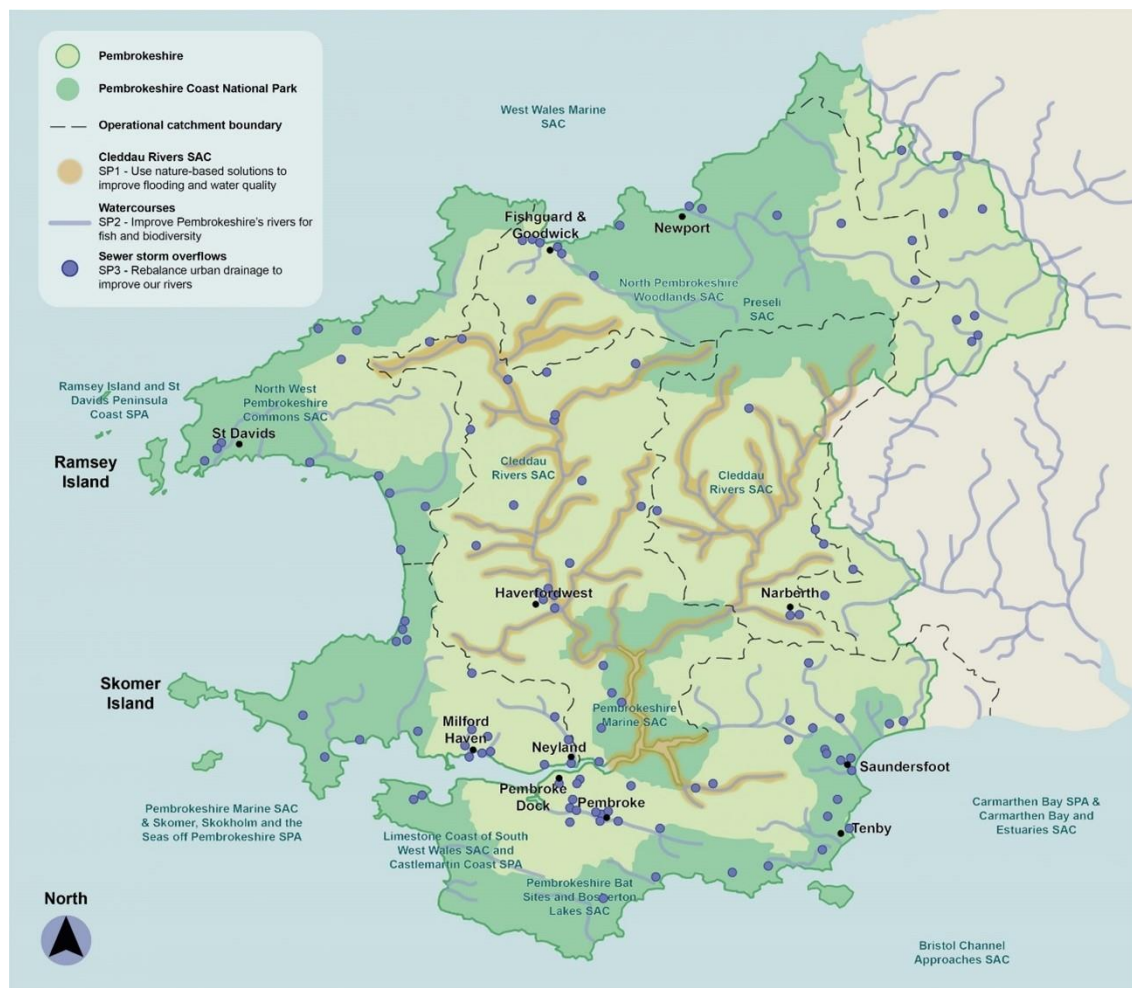 Pembrokeshire
Pembrokeshire Coast National Park
Operational catchment boundary
Cleddau Rivers SAC
SP1 - Use nature-based solutions to
improve flooding and water quality
Watercourses
SP2 - Improve Pembrokeshire's rivers for
fish and biodiversity
Sewer storm overflows
SP3 - Rebalance urban drainage to
improve our rivers
West Wales Marine
SAC
Fishguard &
Goodwick
Newport
North Pembrokeshire
Woodlands SAC
Preseli
SAC
Ramsey Island and St
Davids Peninsula
Coast SPA
North West
Pembrokeshire
Commons SAC
St Davids
Ramsey
Island
Cleddau
Rivers SAC
Cleddau
Rivers SAC
Haverfordwest
Narberth
Skomer
Island
Pembrokeshire
Marine SAC
Milford
Haven
Neyland
Saundersfoot
Pembroke
Dock
Pembroke
Pembrokeshire Marine SAC
& Skomer, Skokholm and the
Seas off Pembrokeshire SPA
Carmarthen Bay SPA &
Carmarthen Bay and
Estuaries SAC
Tenby
Limestone Coast of South
West Wales SAC and
Castlemartin Coast SPA
Pembrokeshire Bat
Sites and Bosherton
Lakes SAC
North
Bristol Channel
Approaches SAC